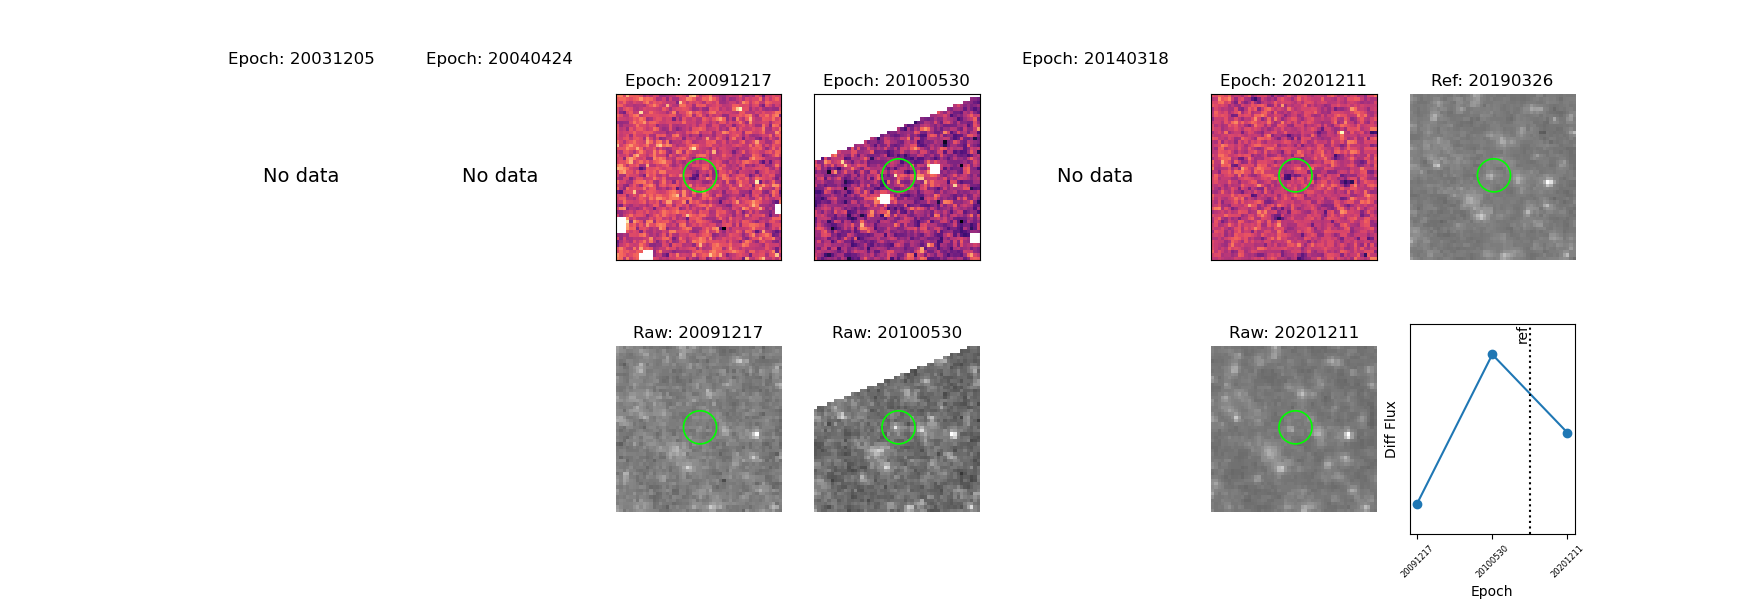 Epoch: 20031205
Epoch: 20040424
Epoch: 20091217
Epoch: 20100530
Epoch: 20140318
Epoch: 20201211
Ref: 20190326
No data
No data
No data
Raw: 20091217
Raw: 20100530
Raw: 20201211
ref
Diff Flux
20091217
20100530
20201211
Epoch